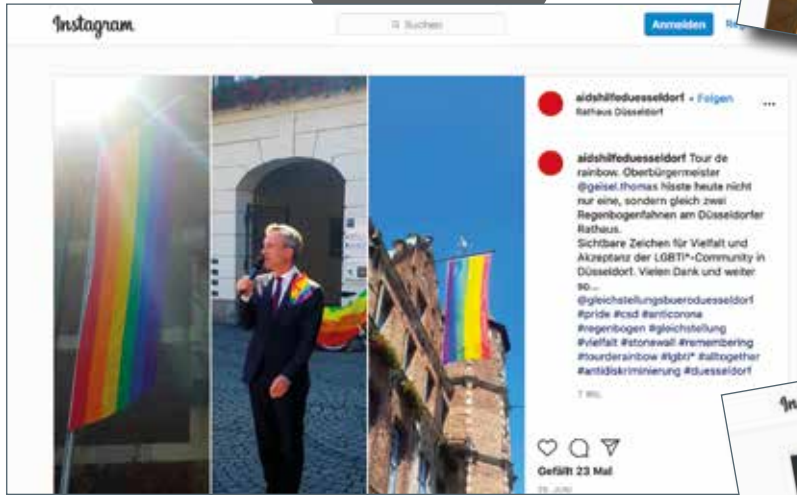 Instagram
Suchen
Anmelden
aidshilfeduesseldorf • Folgen
Rathaus Düsseldorf
aidshilfeduesseldorf Tour de
rainbow. Oberbürgermeister
@geisel.thomas hisste heute nicht
nur eine, sondern gleich zwei
Regenbogenfahnen am Düsseldorfer
Rathaus.
Sichtbare Zeichen für Vielfalt und
Akzeptanz der LGBTI*-Community in
Düsseldorf. Vielen Dank und weiter
so...
@gleichstellungsbueroduesseldorf
#pride #csd #anticorona
#regenbogen #gleichstellung
#vielfalt #stonewall #remembering
#tourderainbow #lgbti* #alltogether
#antidiskriminierung #duesseldorf
Gefällt 23 Mal